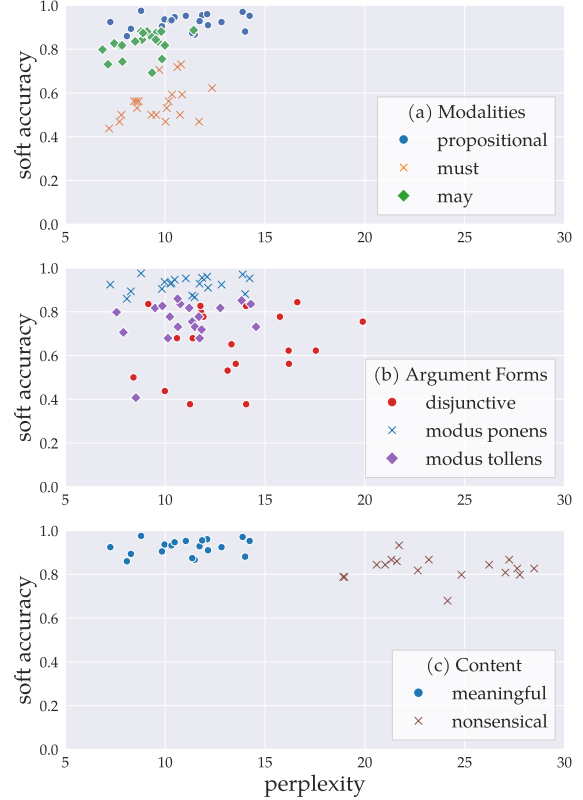 1.0
0.8
0.6
0.4
0.2
0.0
soft accuracy
(a) Modalities
propositional
must
may
5 10 15 20 25 30
1.0
0.8
0.6
0.4
0.2
0.0
soft accuracy
(b) Argument Forms
disjunctive
modus ponens
modus tollens
5 10 15 20 25 30
1.0
0.8
0.6
0.4
0.2
0.0
soft accuracy
(c) Content
meaningful
nonsensical
5 10 15 20 25 30
perplexity